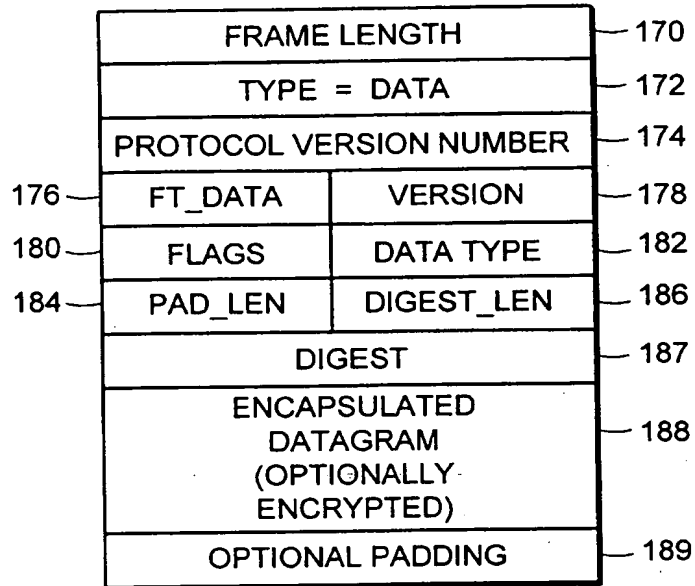 FRAME LENGTH 170
TYPE = DATA 172
PROTOCOL VERSION NUMBER 174
176 FT_DATA VERSION 178
180 FLAGS DATA TYPE 182
184 PAD_LEN DIGEST_LEN 186
DIGEST 187
ENCAPSULATED
DATAGRAM 188
(OPTIONALLY
ENCRYPTED)
OPTIONAL PADDING 189